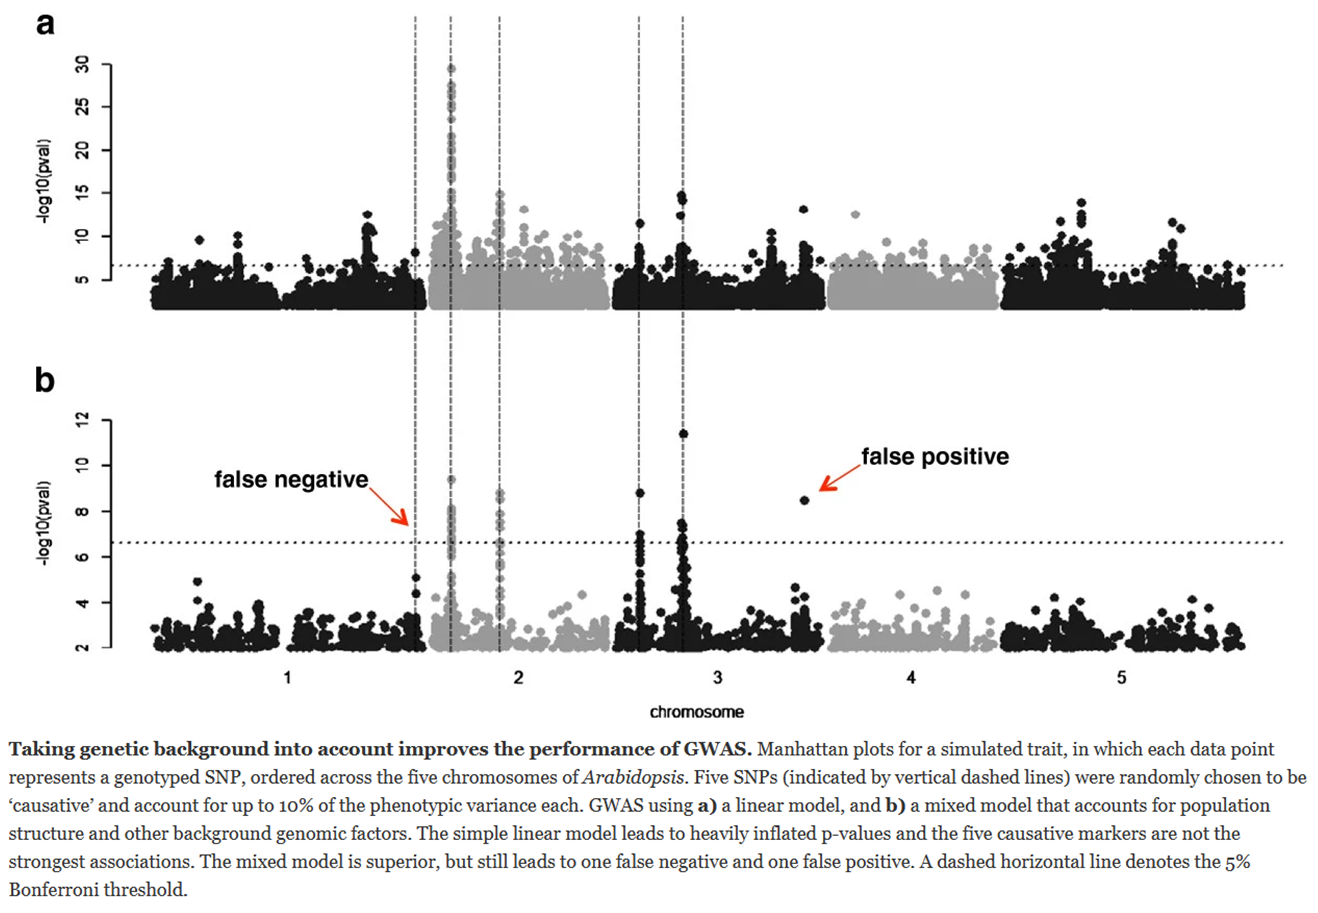 a
30
25
20
15
10
5
-log10(pval)
b
12
10
8
6
4
2
-log10(pval)
false negative
false positive
1 2 3 4 5
chromosome
Taking genetic background into account improves the performance of GWAS. Manhattan plots for a simulated trait, in which each data point
represents a genotyped SNP, ordered across the five chromosomes of Arabidopsis. Five SNPs (indicated by vertical dashed lines) were randomly chosen to be
‘causative’ and account for up to 10% of the phenotypic variance each. GWAS using a) a linear model, and b) a mixed model that accounts for population
structure and other background genomic factors. The simple linear model leads to heavily inflated p-values and the five causative markers are not the
strongest associations. The mixed model is superior, but still leads to one false negative and one false positive. A dashed horizontal line denotes the 5%
Bonferroni threshold.